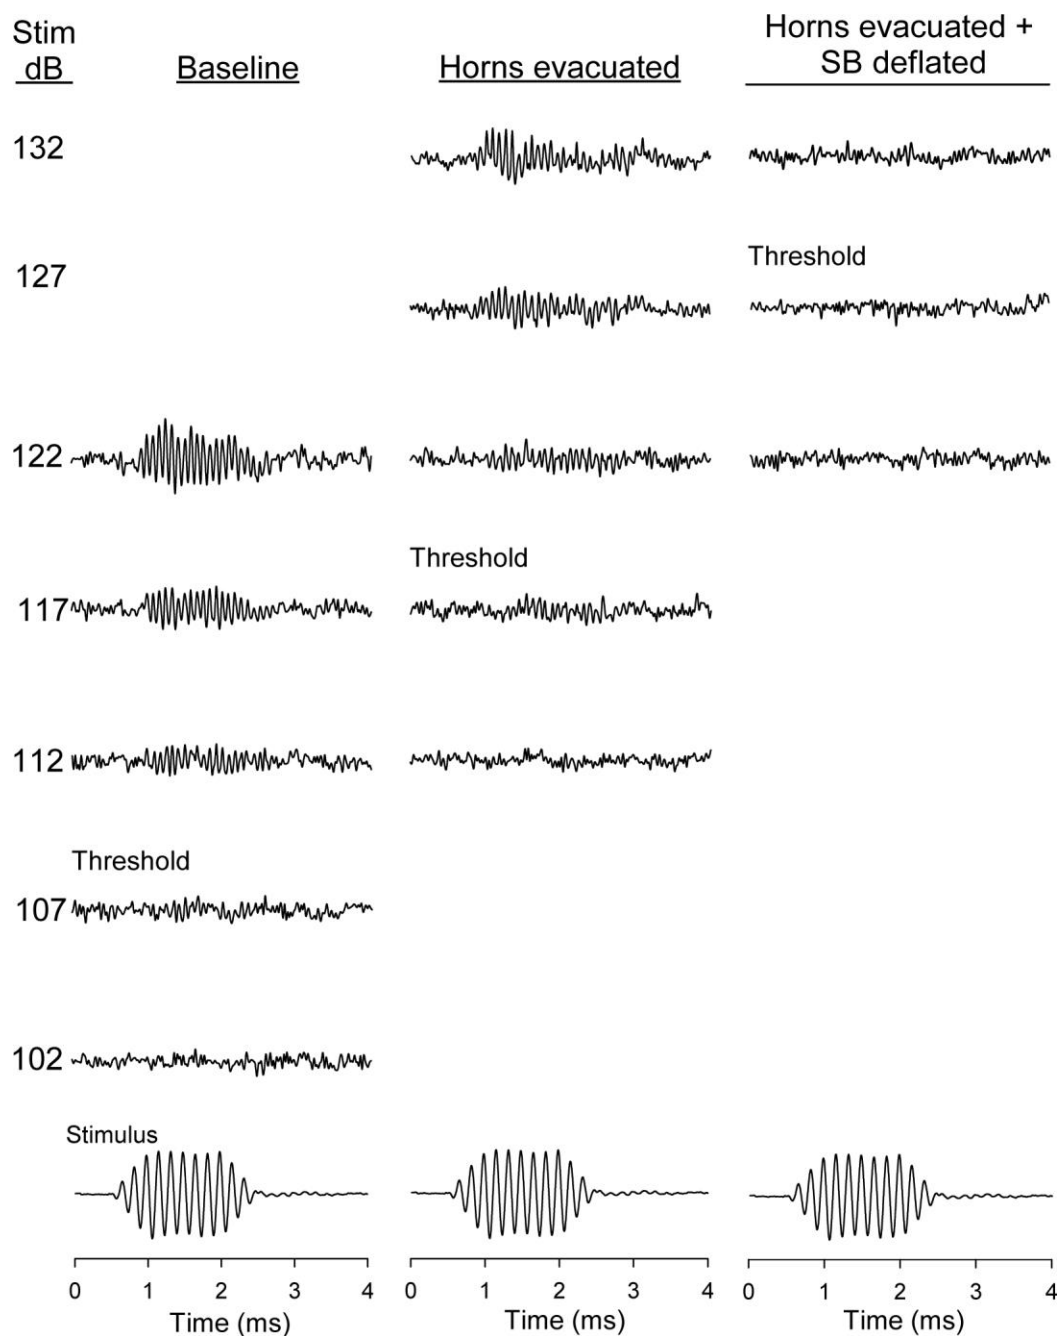 Stim
dB
Baseline
Horns evacuated
Horns evacuated +
SB deflated
132
127
Threshold
122
117
Threshold
112
Threshold
107
102
Stimulus
0 1 2 3 4
Time (ms)
0 1 2 3 4
Time (ms)
0 1 2 3 4
Time (ms)